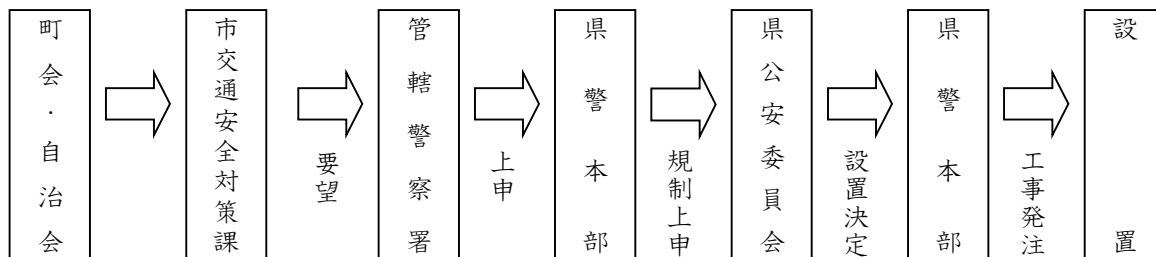 町会・自治会
市交通安全対策課
要望
管轄警察署
上申
県警本部
規制上申
県公安委員会
設置決定
県警本部
工事発注
設置